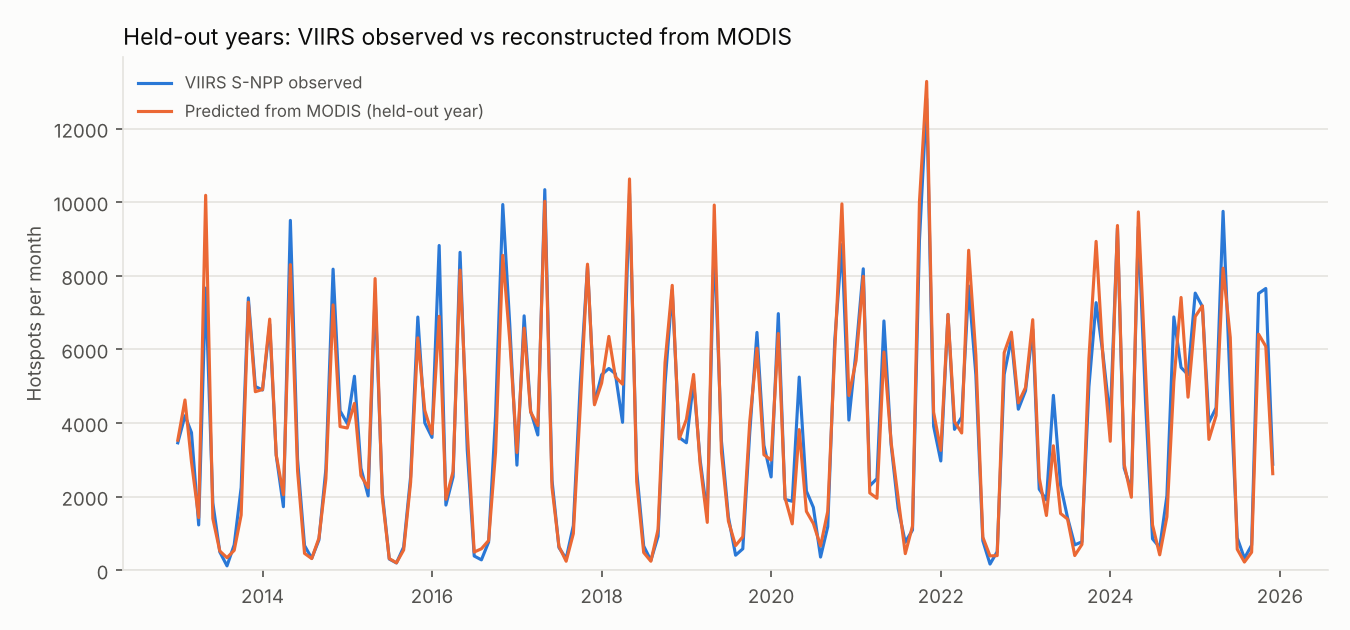 Held-out years: VIIRS observed vs reconstructed from MODIS
VIIRS S-NPP observed
Predicted from MODIS (held-out year)
Hotspots per month
12000
10000
8000
6000
4000
2000
0
2014 2016 2018 2020 2022 2024 2026